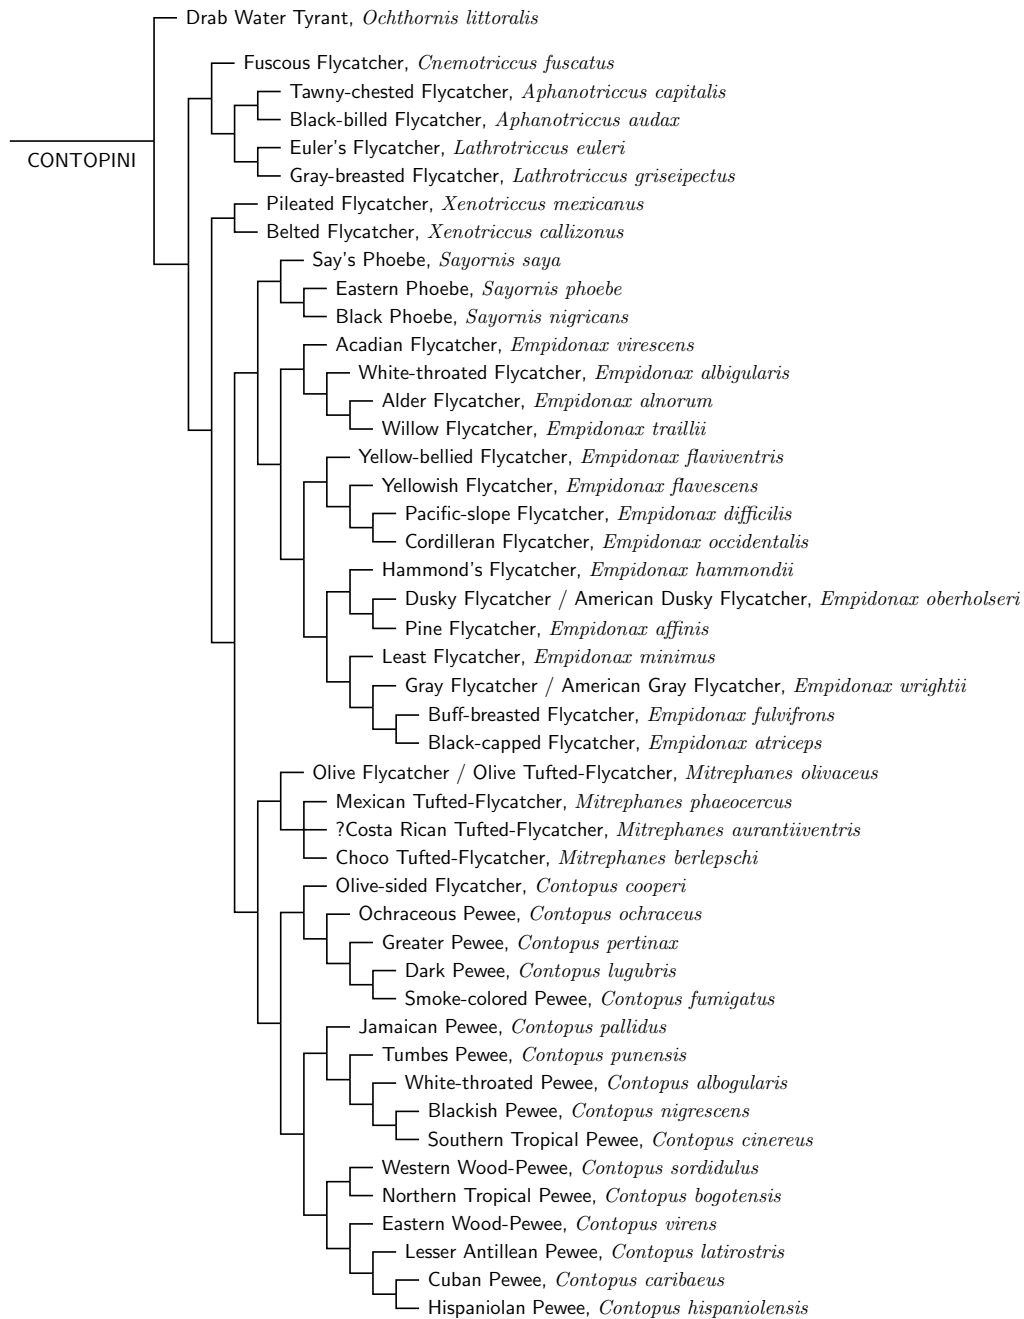 Drab Water Tyrant, Ochthornis littoralis
Fuscous Flycatcher, Cnemotriccus fuscatus
Tawny-chested Flycatcher, Aphanotriccus capitalis
Black-billed Flycatcher, Aphanotriccus audax
Euler's Flycatcher, Lathrotriccus euleri
CONTOPINI
Gray-breasted Flycatcher, Lathrotriccus griseipectus
Pileated Flycatcher, Xenotriccus mexicanus
Belted Flycatcher, Xenotriccus callizonus
Say's Phoebe, Sayornis saya
Eastern Phoebe, Sayornis phoebe
Black Phoebe, Sayornis nigricans
Acadian Flycatcher, Empidonax virescens
White-throated Flycatcher, Empidonax albigularis
Alder Flycatcher, Empidonax alnorum
Willow Flycatcher, Empidonax traillii
Yellow-bellied Flycatcher, Empidonax flaviventris
Yellowish Flycatcher, Empidonax flavescens
Pacific-slope Flycatcher, Empidonax difficilis
Cordilleran Flycatcher, Empidonax occidentalis
Hammond's Flycatcher, Empidonax hammondii
Dusky Flycatcher / American Dusky Flycatcher, Empidonax oberholseri
Pine Flycatcher, Empidonax affinis
Least Flycatcher, Empidonax minimus
Gray Flycatcher / American Gray Flycatcher, Empidonax wrightii
Buff-breasted Flycatcher, Empidonax fulvifrons
Black-capped Flycatcher, Empidonax atriceps
Olive Flycatcher / Olive Tufted-Flycatcher, Mitrephanes olivaceus
Mexican Tufted-Flycatcher, Mitrephanes phaeocercus
?Costa Rican Tufted-Flycatcher, Mitrephanes aurantiiventris
Choco Tufted-Flycatcher, Mitrephanes berlepschi
Olive-sided Flycatcher, Contopus cooperi
Ochraceous Pewee, Contopus ochraceus
Greater Pewee, Contopus pertinax
Dark Pewee, Contopus lugubris
Smoke-colored Pewee, Contopus fumigatus
Jamaican Pewee, Contopus pallidus
Tumbes Pewee, Contopus punensis
White-throated Pewee, Contopus albogularis
Blackish Pewee, Contopus nigrescens
Southern Tropical Pewee, Contopus cinereus
Western Wood-Pewee, Contopus sordidulus
Northern Tropical Pewee, Contopus bogotensis
Eastern Wood-Pewee, Contopus virens
Lesser Antillean Pewee, Contopus latirostris
Cuban Pewee, Contopus caribaeus
Hispaniolan Pewee, Contopus hispaniolensis